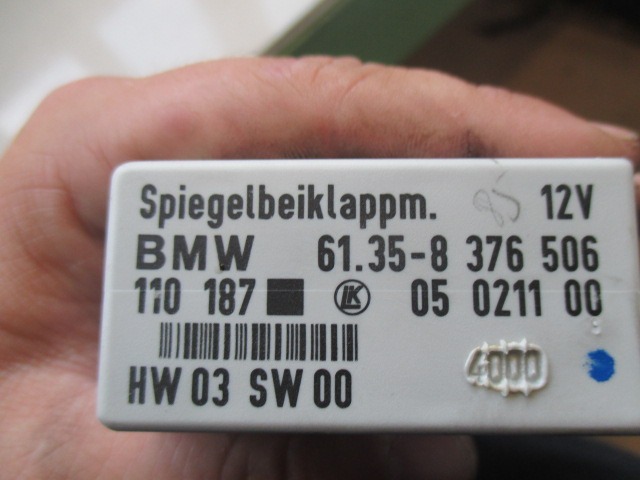 Spiegelbeiklappm. 85 12V
BMW 61.35-8 376 506
110 187 LK 05 0211 00
HW 03 SW 00 4000